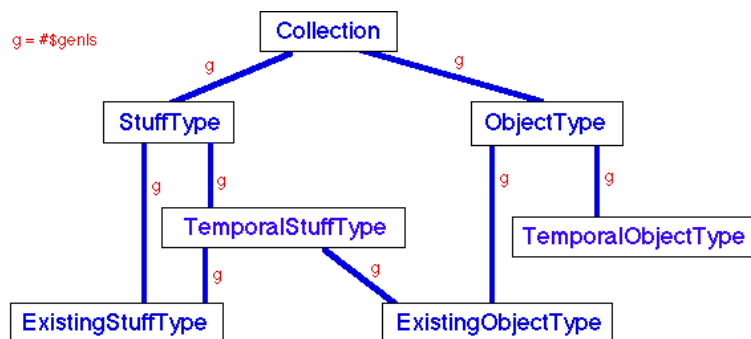 Collection
g = #$genls
g
g
StuffType
ObjectType
g
g
g
g
TemporalStuffType
TemporalObjectType
g
g
ExistingStuffType
ExistingObjectType